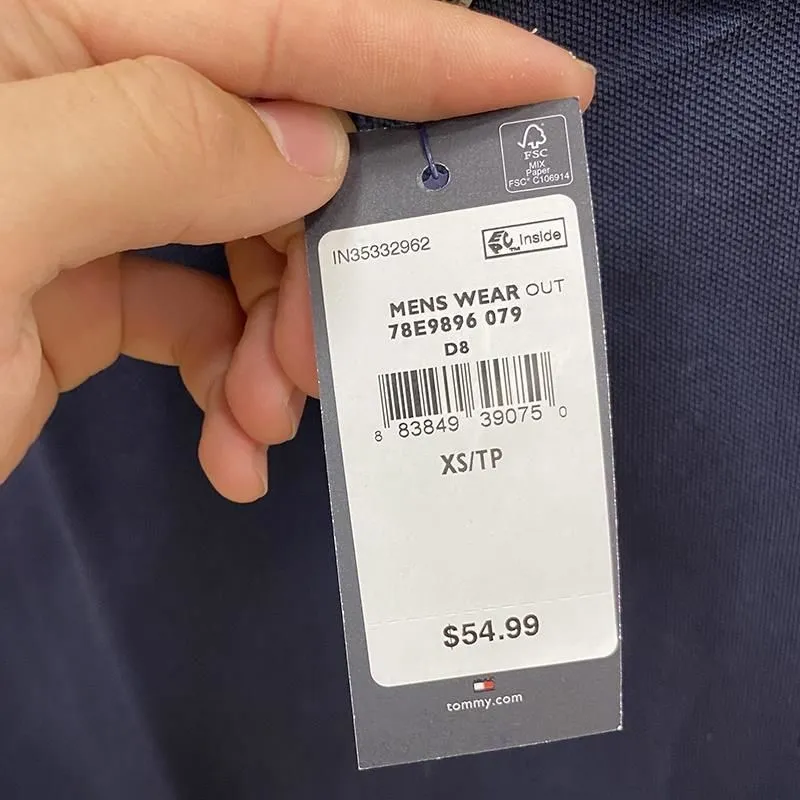 FSC
MIX
Paper
FSC® C106914
IN35332962
EPC™ Inside
MENS WEAR OUT
78E9896 079
D8
8 83849 39075 0
XS/TP
$54.99
tommy.com